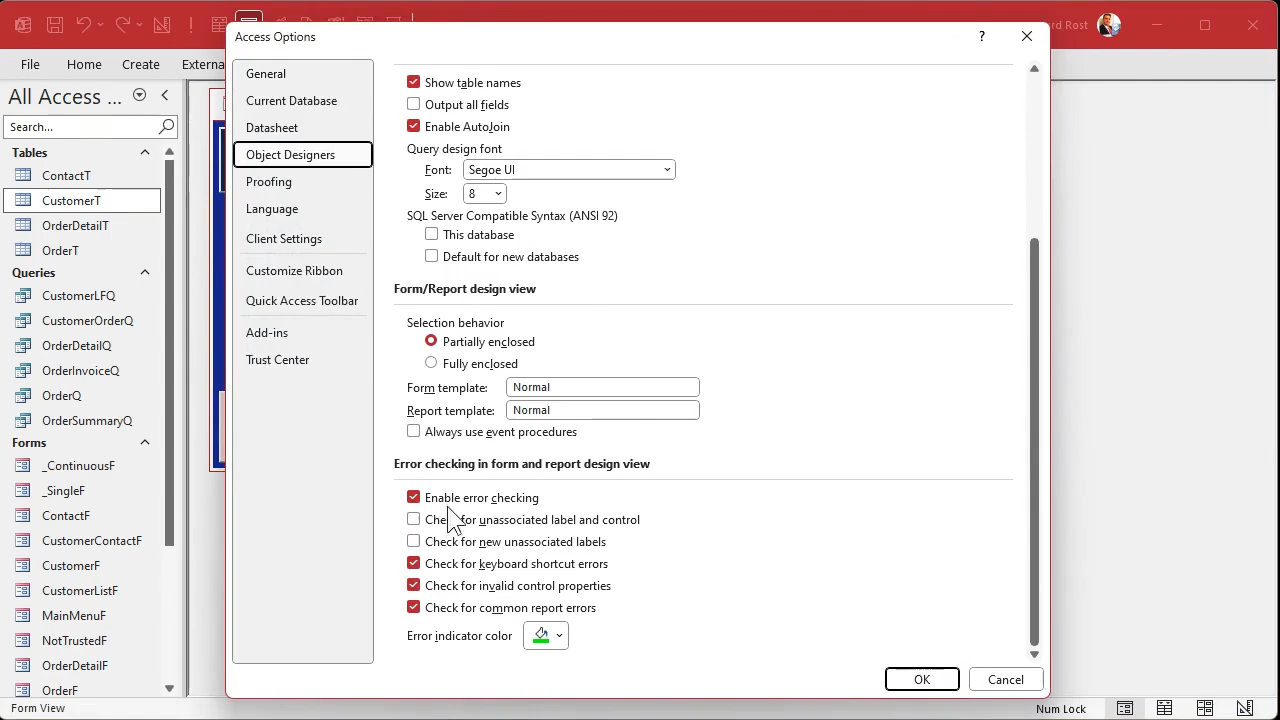 rd Rost
Access Options
?
File
Home
Create
Externa
All Access ...
Search...
Tables
ContactT
CustomerT
OrderDetailT
OrderT
Queries
CustomerLFQ
CustomerOrderQ
OrderDetailQ
OrderInvoiceQ
OrderQ
OrderSummaryQ
Forms
_ContinuousF
_SingleF
ContactF
CustomerContactF
CustomerF
CustomerListF
MainMenuF
NotTrustedF
OrderDetailF
OrderF
General
Current Database
Datasheet
Object Designers
Proofing
Language
Client Settings
Customize Ribbon
Quick Access Toolbar
Add-ins
Trust Center
Show table names
Output all fields
Enable AutoJoin
Query design font
Font: Segoe UI
Size: 8
SQL Server Compatible Syntax (ANSI 92)
This database
Default for new databases
Form/Report design view
Selection behavior
Partially enclosed
Fully enclosed
Form template: Normal
Report template: Normal
Always use event procedures
Error checking in form and report design view
Enable error checking
Check for unassociated label and control
Check for new unassociated labels
Check for keyboard shortcut errors
Check for invalid control properties
Check for common report errors
Error indicator color
OK
Cancel
Form View
Num Lock